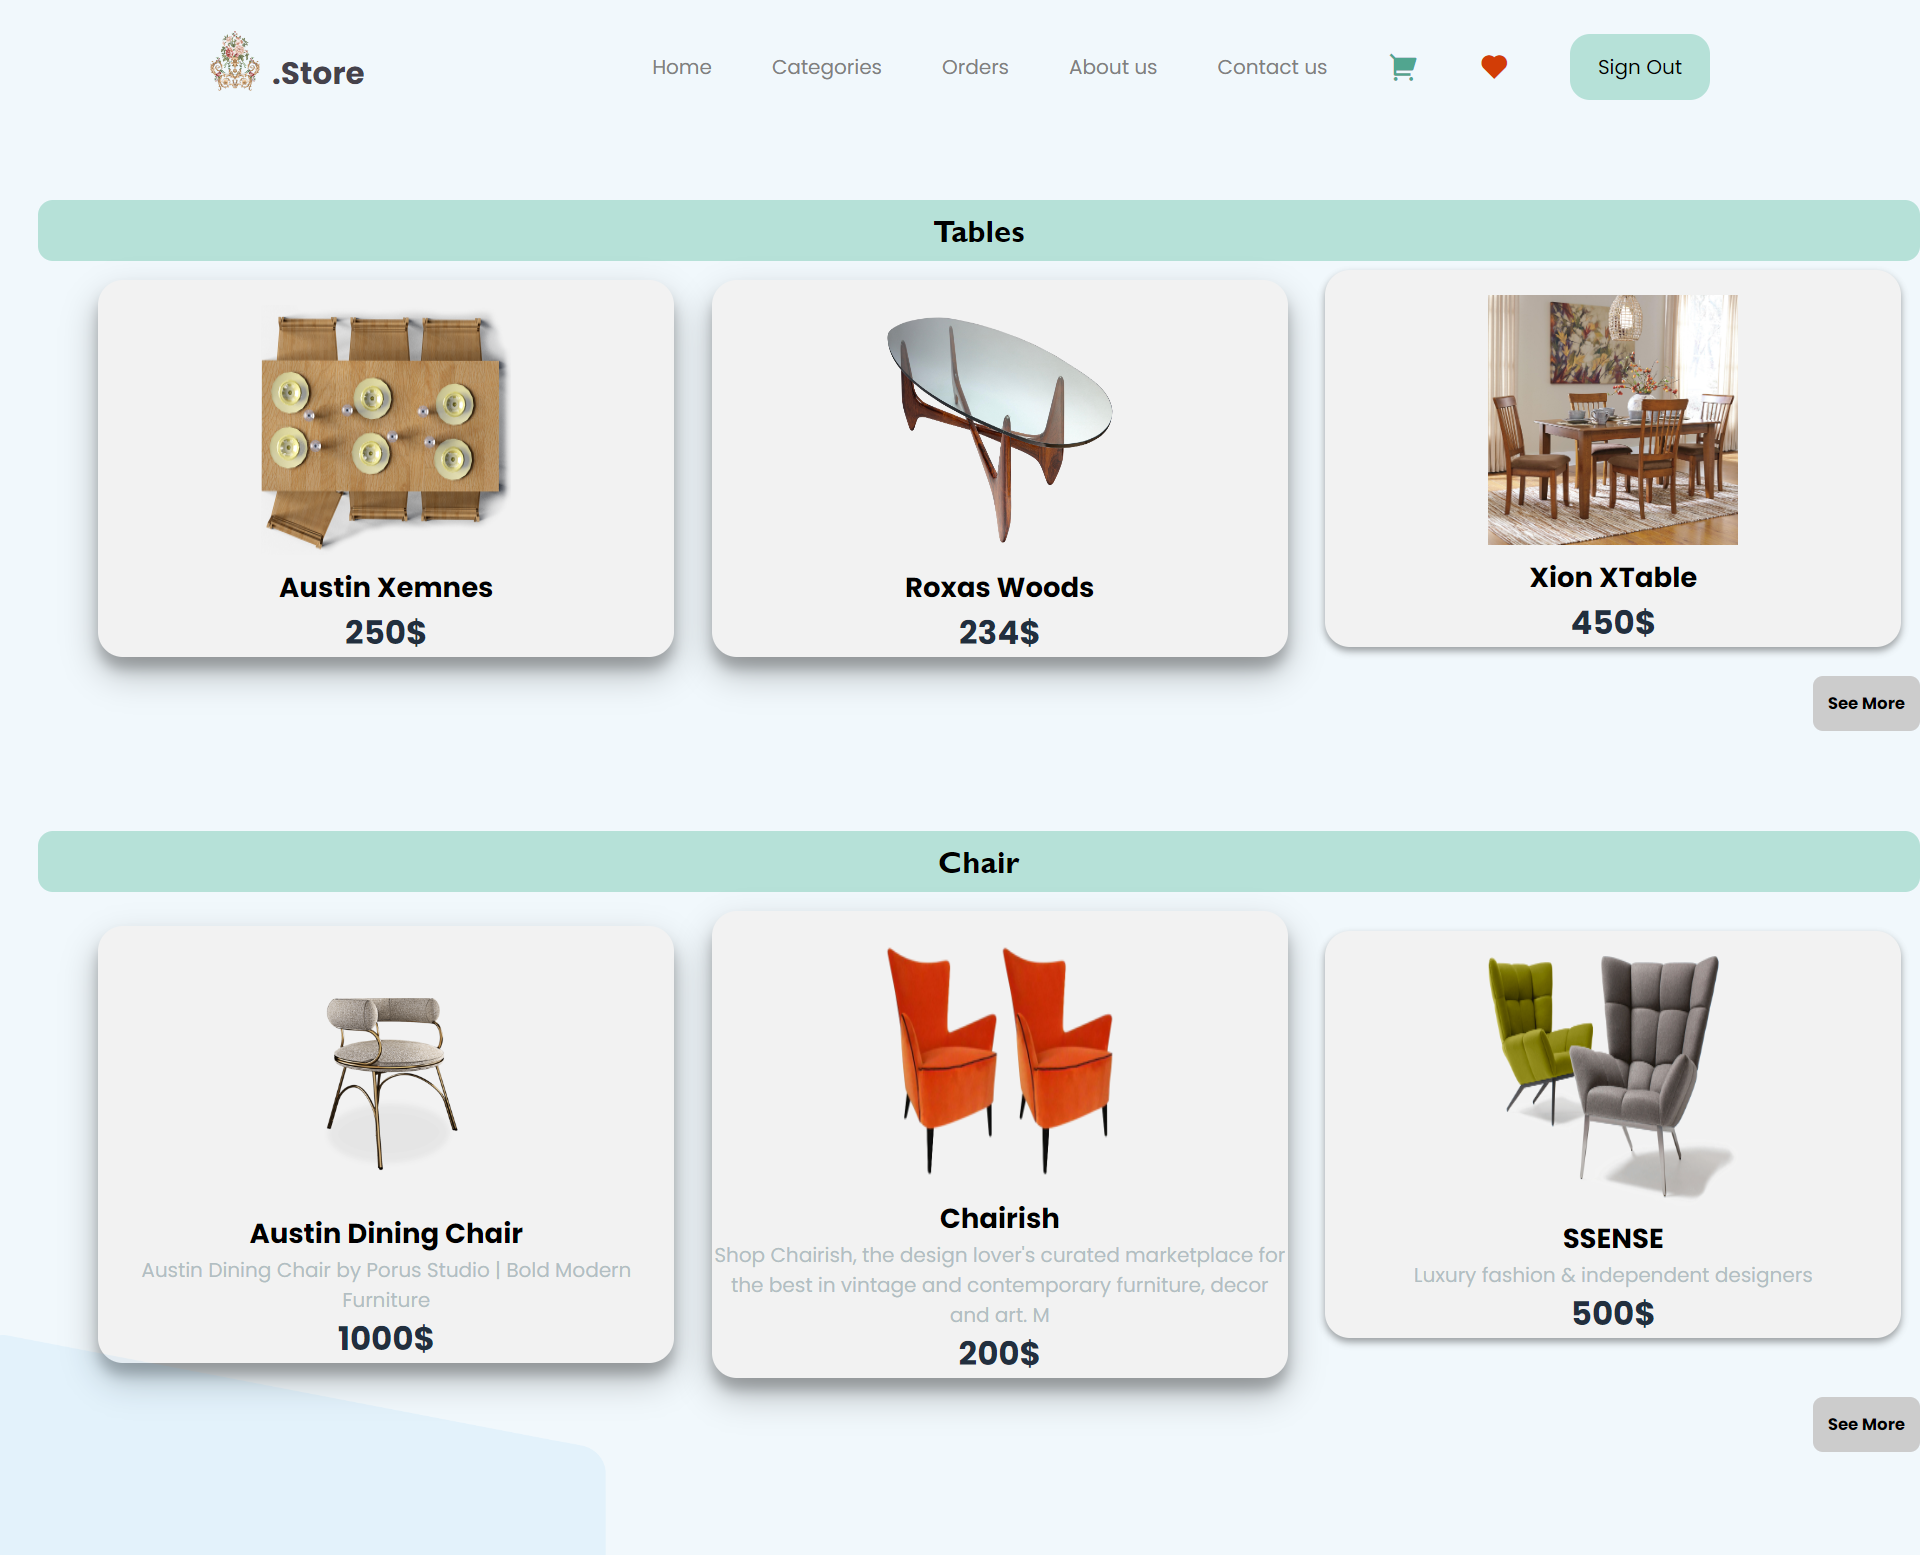 .Store
Home
Categories
Orders
About us
Contact us
Sign Out
Tables
Austin Xemnes
250$
Roxas Woods
234$
Xion XTable
450$
See More
Chair
Austin Dining Chair
Austin Dining Chair by Porus Studio | Bold Modern
Furniture
1000$
Chairish
Shop Chairish, the design lover's curated marketplace for
the best in vintage and contemporary furniture, decor
and art. M
200$
SSENSE
Luxury fashion & independent designers
500$
See More